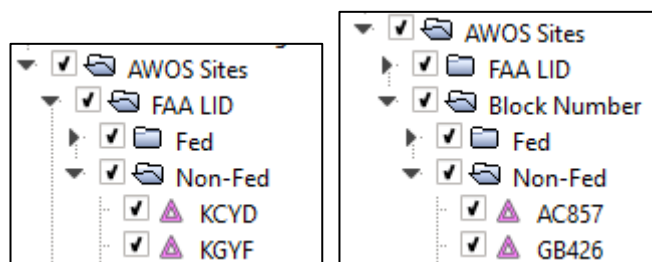 AWOS Sites
FAA LID
Fed
Non-Fed
KCYD
KGYF
AWOS Sites
FAA LID
Block Number
Fed
Non-Fed
AC857
GB426